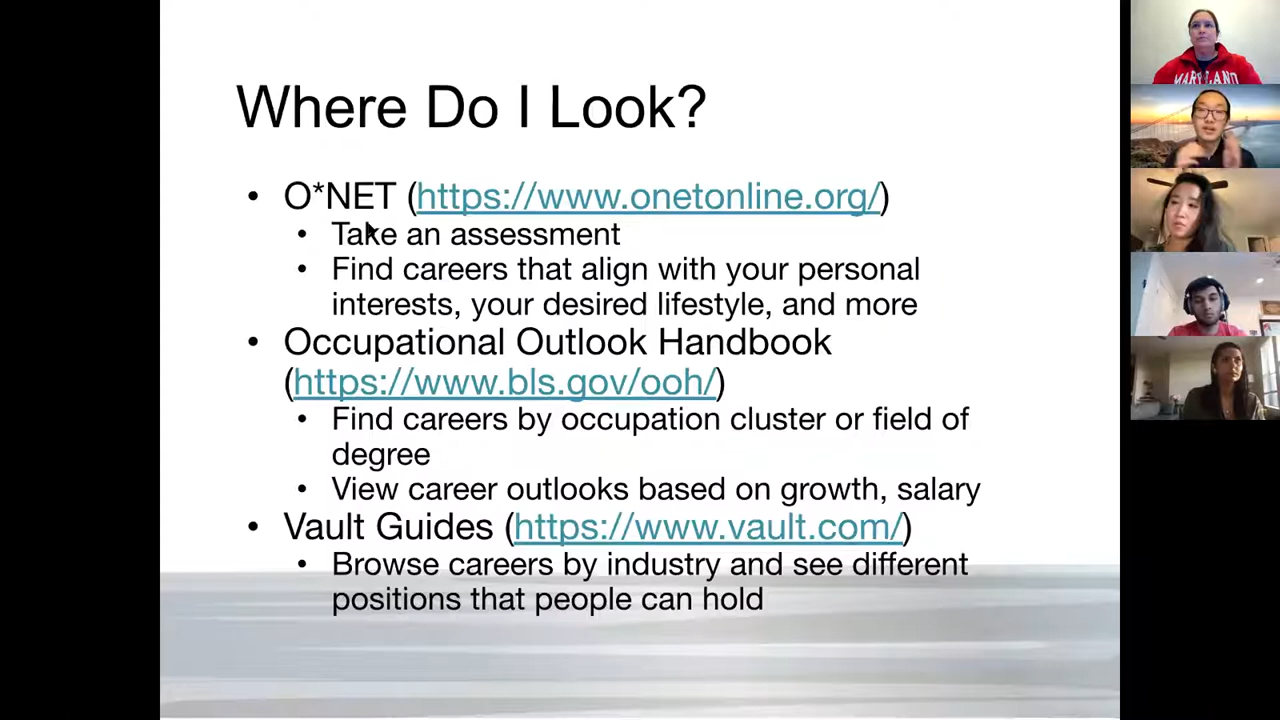 Where Do I Look?
• O*NET (https://www.onetonline.org/)
• Take an assessment
• Find careers that align with your personal
interests, your desired lifestyle, and more
• Occupational Outlook Handbook
(https://www.bls.gov/ooh/)
• Find careers by occupation cluster or field of
degree
• View career outlooks based on growth, salary
• Vault Guides (https://www.vault.com/)
• Browse careers by industry and see different
positions that people can hold
MARYLAND